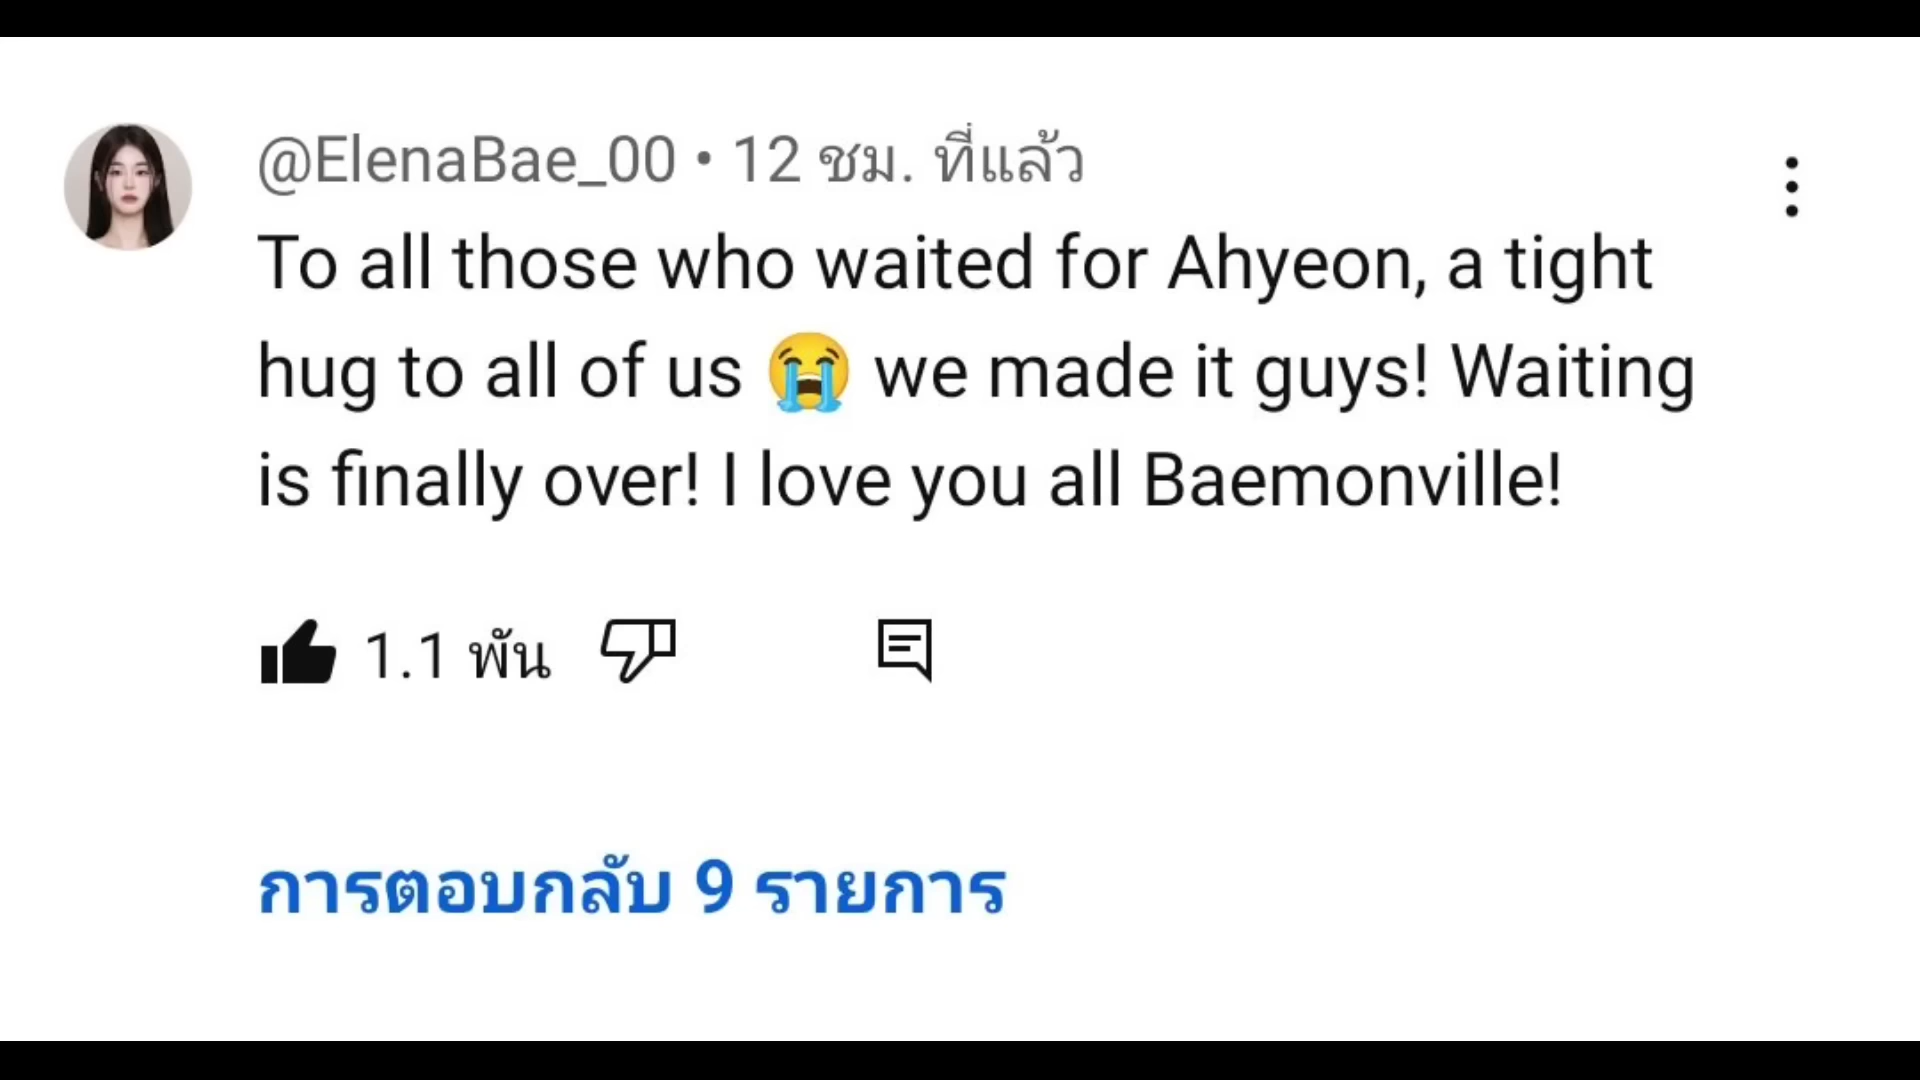 @ElenaBae_00 • 12 ชม. ที่แล้ว
To all those who waited for Ahyeon, a tight
hug to all of us 😭 we made it guys! Waiting
is finally over! I love you all Baemonville!
1.1 พัน
การตอบกลับ 9 รายการ